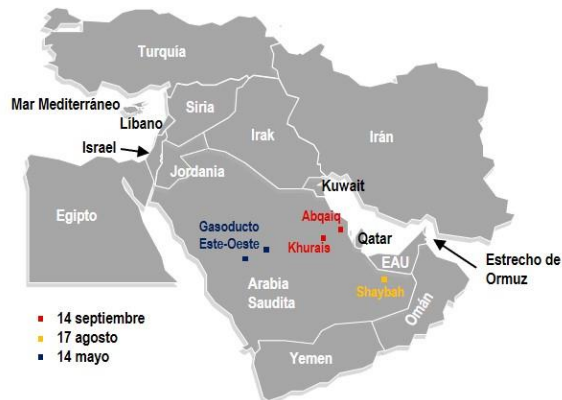 Turquía
Mar Mediterráneo
Siria
Líbano
Israel
Irak
Irán
Jordania
Kuwait
Egipto
Abqaiq
Gasoducto
Este-Oeste
Khurais
Qatar
EAU
Estrecho de
Ormuz
Arabia
Saudita
Shaybah
Omán
Yemen
14 septiembre
17 agosto
14 mayo